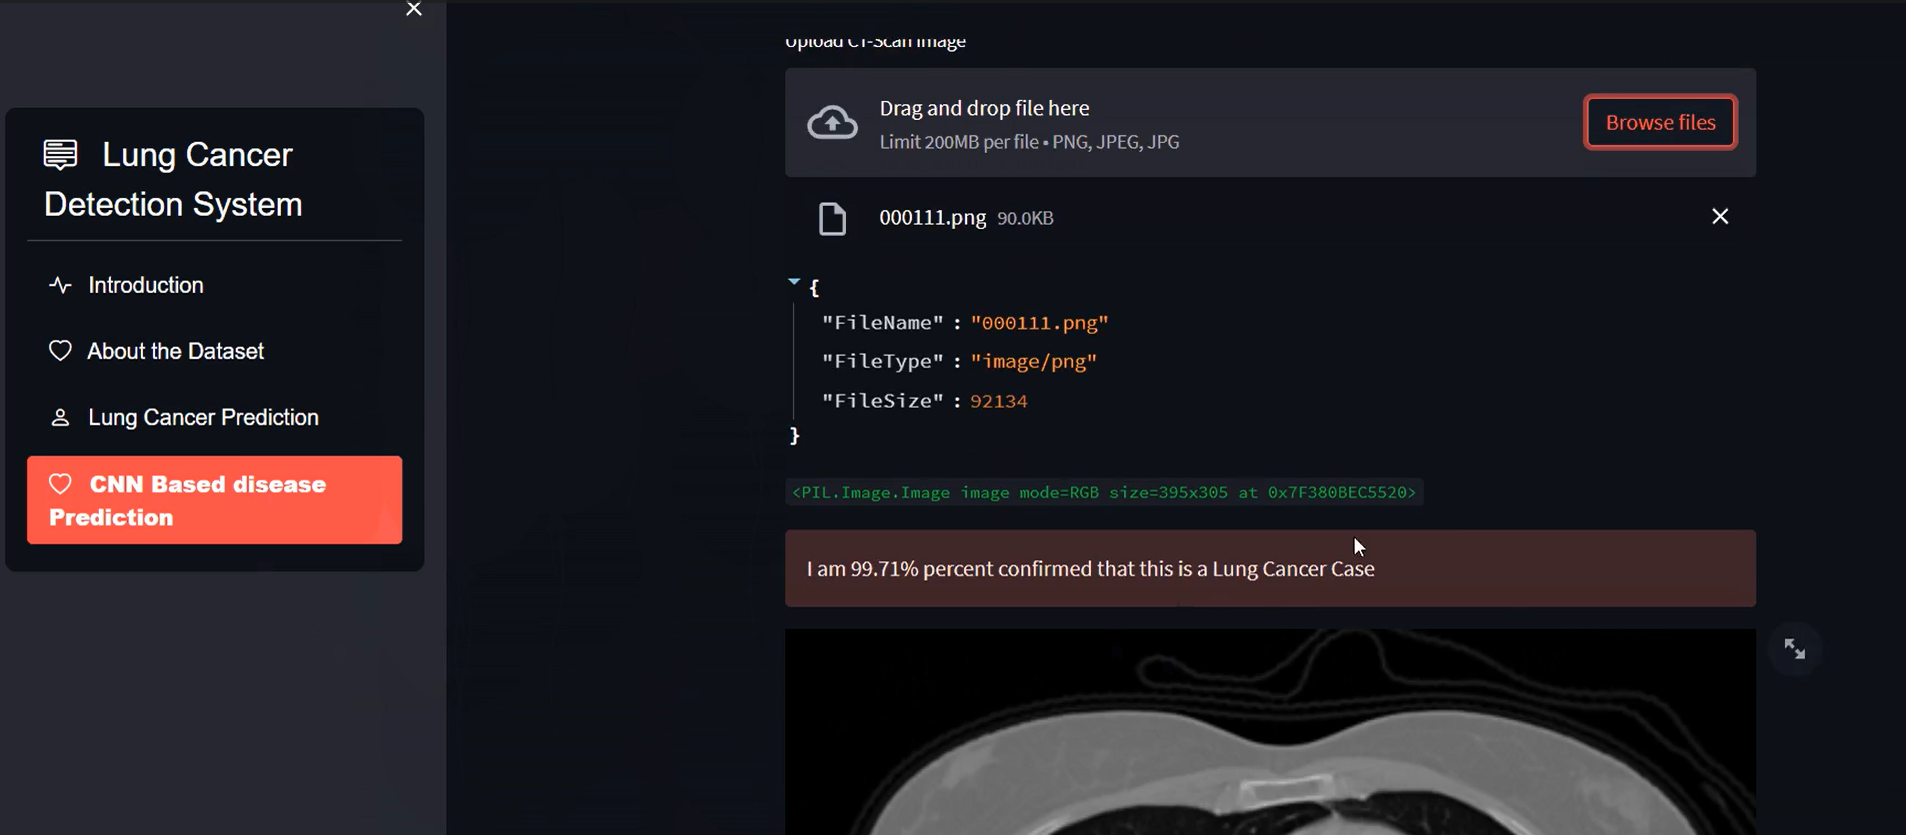 Lung Cancer
Detection System
Introduction
About the Dataset
Lung Cancer Prediction
CNN Based disease
Prediction
Upload CT-Scan Image
Drag and drop file here
Limit 200MB per file • PNG, JPEG, JPG
Browse files
000111.png 90.0KB
{
"FileName" : "000111.png"
"FileType" : "image/png"
"FileSize" : 92134
}
<PIL.Image.Image image mode=RGB size=395x305 at 0x7F380BEC5520>
I am 99.71% percent confirmed that this is a Lung Cancer Case